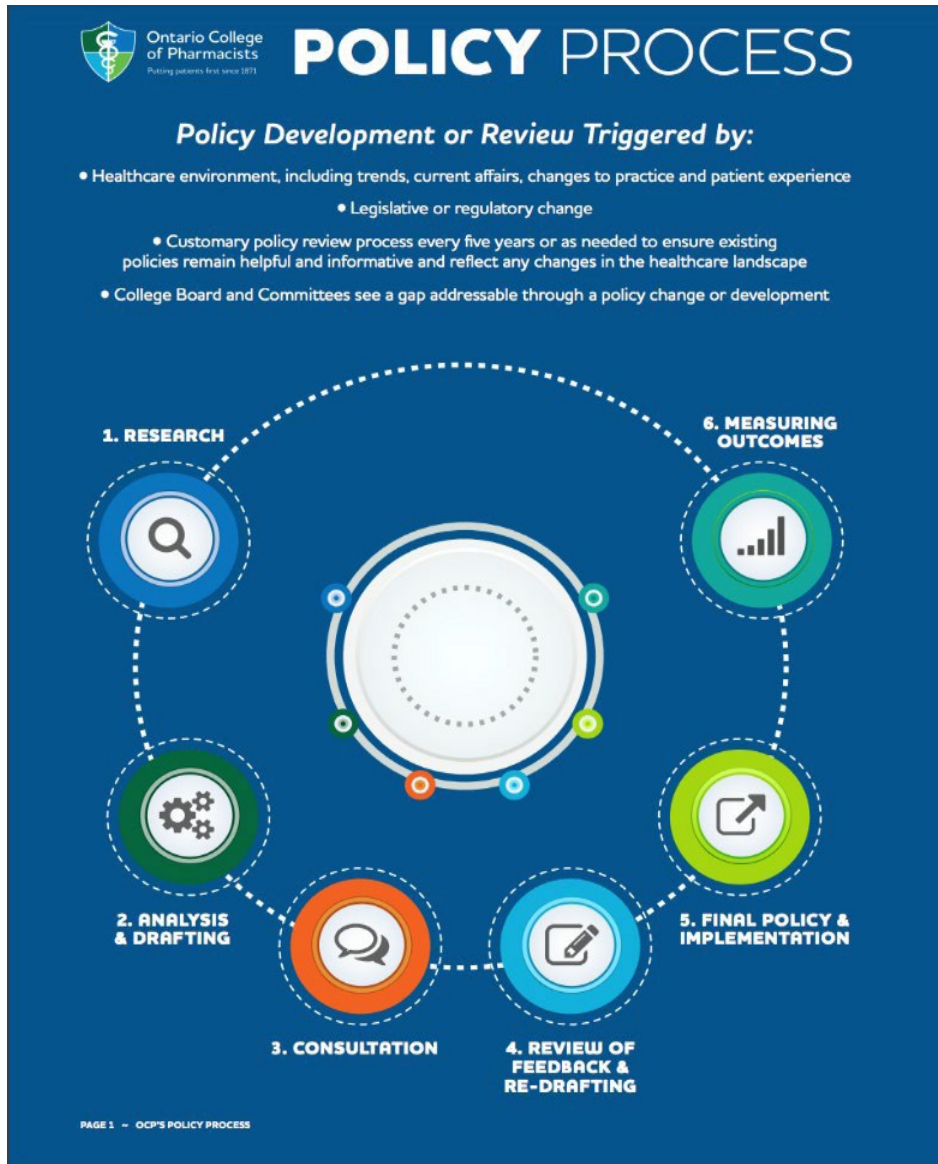 Ontario College
of Pharmacists
Putting patients first since 1871
POLICY PROCESS
Policy Development or Review Triggered by:
• Healthcare environment, including trends, current affairs, changes to practice and patient experience
• Legislative or regulatory change
• Customary policy review process every five years or as needed to ensure existing
policies remain helpful and informative and reflect any changes in the healthcare landscape
• College Board and Committees see a gap addressable through a policy change or development
1. RESEARCH
2. ANALYSIS
& DRAFTING
3. CONSULTATION
4. REVIEW OF
FEEDBACK &
RE-DRAFTING
5. FINAL POLICY &
IMPLEMENTATION
6. MEASURING
OUTCOMES
PAGE 1 ~ OCP'S POLICY PROCESS